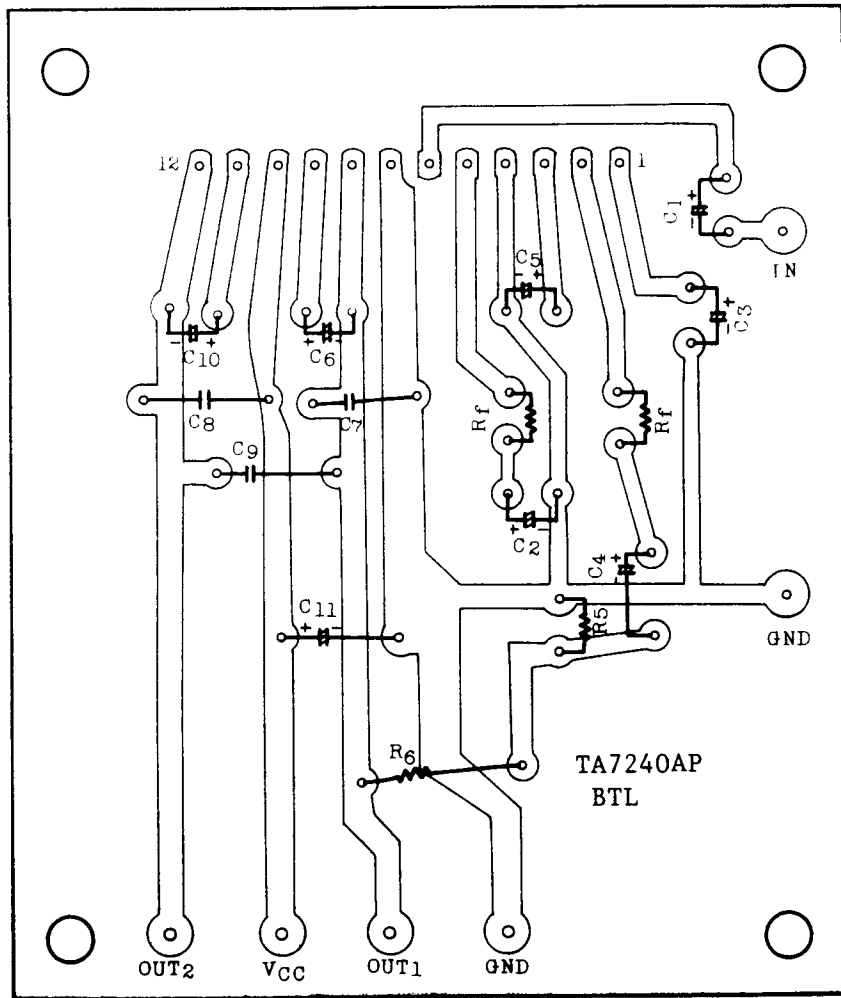 12
1
C1
+
-
IN
C5
- +
C3
+
-
- +
C10
+ -
C6
C8
C7
Rf
Rf
C9
+ -
C2
C4
+
-
C11
+ -
R5
GND
R6
TA7240AP
BTL
OUT2
VCC
OUT1
GND